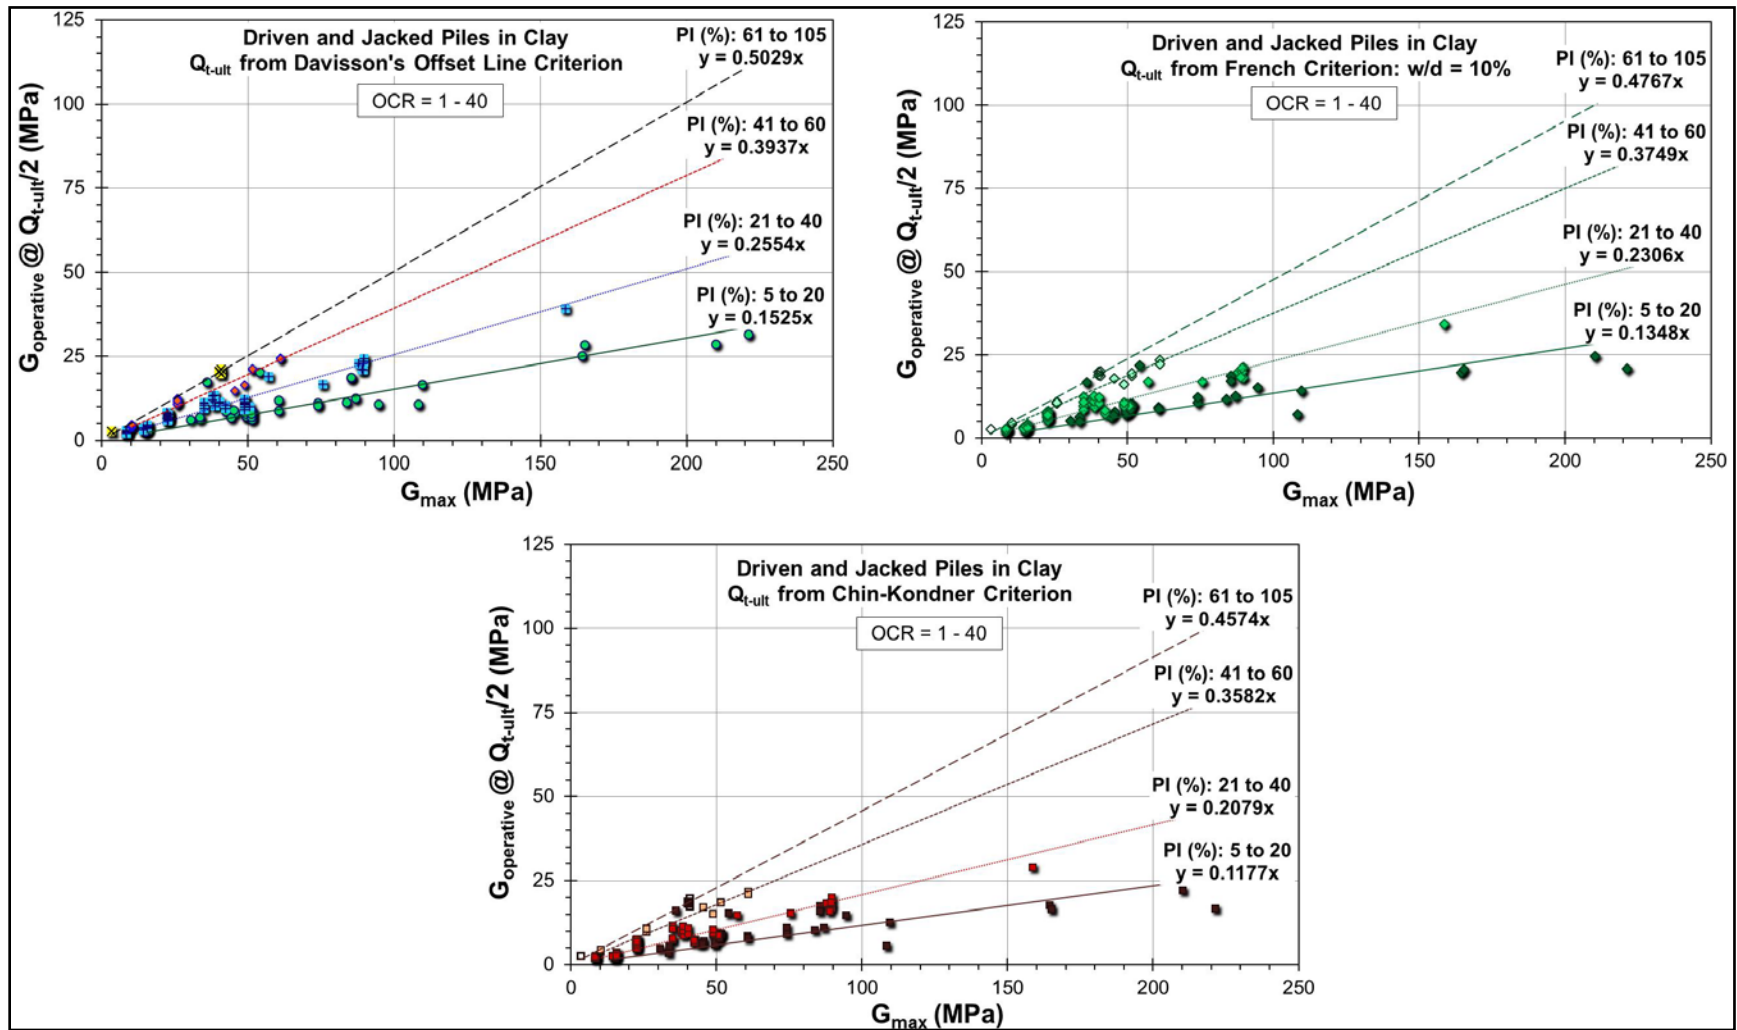 Driven and Jacked Piles in Clay
Qt-ult from Davisson's Offset Line Criterion
OCR = 1 - 40
PI (%): 61 to 105
y = 0.5029x
PI (%): 41 to 60
y = 0.3937x
PI (%): 21 to 40
y = 0.2554x
PI (%): 5 to 20
y = 0.1525x
Goperative @ Qt-ult/2 (MPa)
125
100
75
50
25
0
0 50 100 150 200 250
Gmax (MPa)
Driven and Jacked Piles in Clay
Qt-ult from French Criterion: w/d = 10%
OCR = 1 - 40
PI (%): 61 to 105
y = 0.4767x
PI (%): 41 to 60
y = 0.3749x
PI (%): 21 to 40
y = 0.2306x
PI (%): 5 to 20
y = 0.1348x
Goperative @ Qt-ult/2 (MPa)
125
100
75
50
25
0
0 50 100 150 200 250
Gmax (MPa)
Driven and Jacked Piles in Clay
Qt-ult from Chin-Kondner Criterion
OCR = 1 - 40
PI (%): 61 to 105
y = 0.4574x
PI (%): 41 to 60
y = 0.3582x
PI (%): 21 to 40
y = 0.2079x
PI (%): 5 to 20
y = 0.1177x
Goperative @ Qt-ult/2 (MPa)
125
100
75
50
25
0
0 50 100 150 200 250
Gmax (MPa)